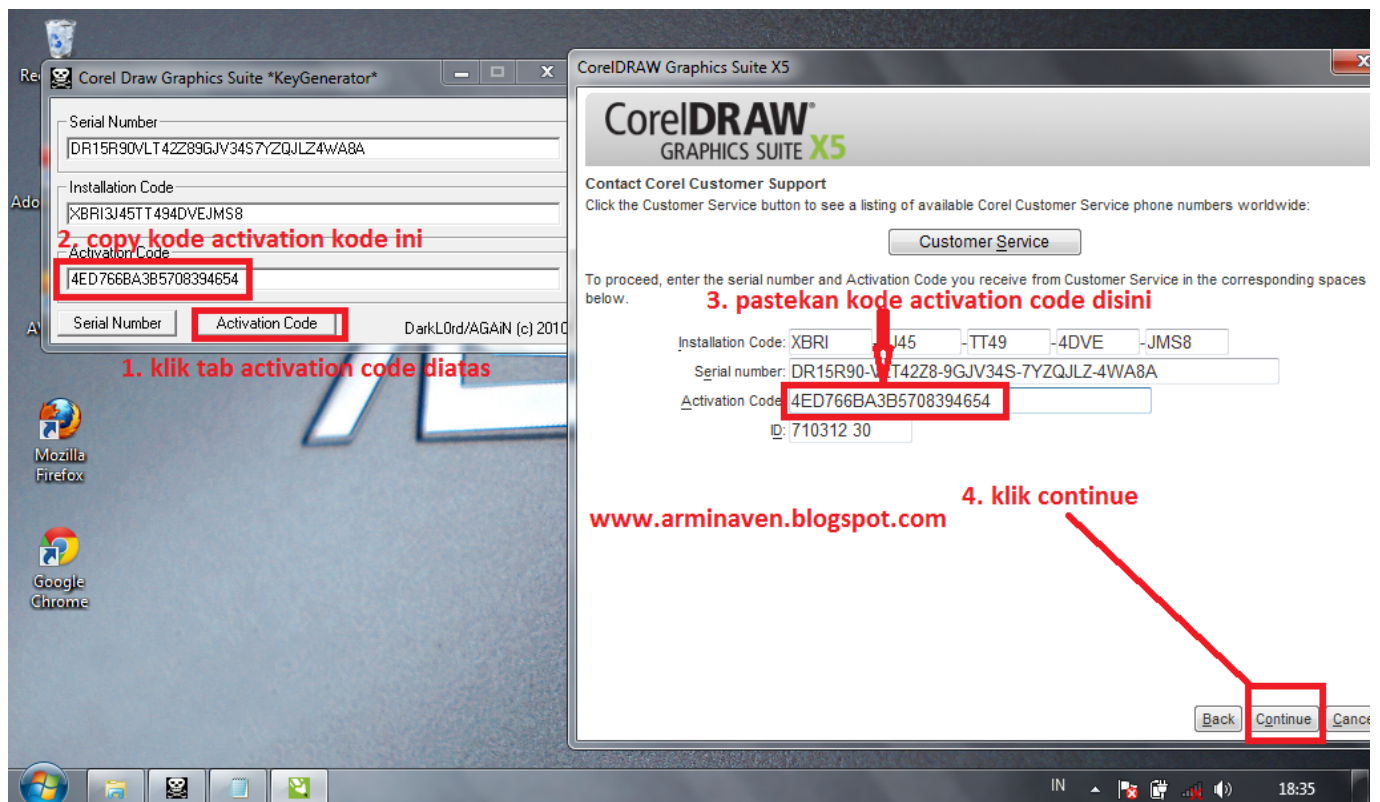 Corel Draw Graphics Suite *KeyGenerator*
Serial Number
DR15R90VLT42Z89GJV34S7YZQJLZ4WA8A
Installation Code
XBRI3J45TT494DVEJMS8
2. copy kode activation kode ini
Activation Code
4ED766BA3B5708394654
Serial Number
Activation Code
DarkL0rd/AGAiN (c) 2010
1. klik tab activation code diatas
Mozilla
Firefox
Google
Chrome
CorelDRAW Graphics Suite X5
CorelDRAW
GRAPHICS SUITE X5
Contact Corel Customer Support
Click the Customer Service button to see a listing of available Corel Customer Service phone numbers worldwide:
Customer Service
To proceed, enter the serial number and Activation Code you receive from Customer Service in the corresponding spaces
below.
3. pastekan kode activation code disini
Installation Code: XBRI -TT49 -4DVE -JMS8
Serial number: DR15R90-VLT42Z8-9GJV34S-7YZQJLZ-4WA8A
Activation Code 4ED766BA3B5708394654
ID: 710312 30
4. klik continue
www.arminaven.blogspot.com
Back
Continue
IN
18:35